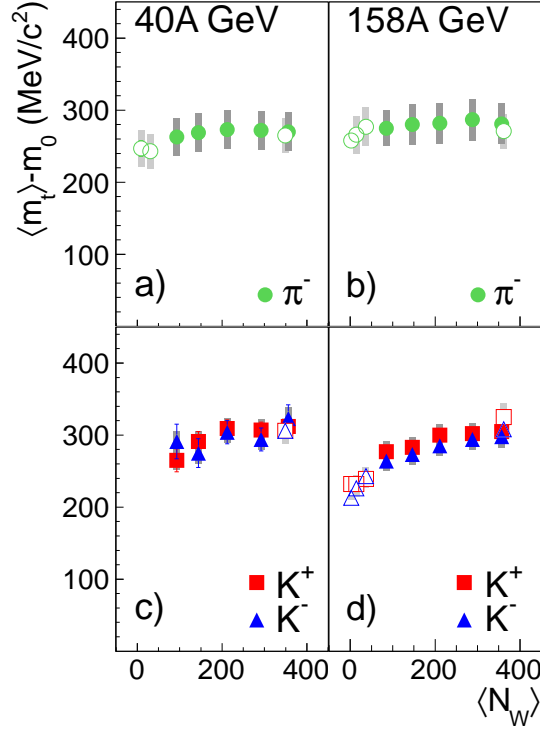 40A GeV
158A GeV
⟨m_t⟩-m_0 (MeV/c^2)
400
300
200
100
a)
π^-
b)
π^-
400
300
200
100
c)
K^+
K^-
d)
K^+
K^-
0 200 400
0 200 400
⟨N_W⟩